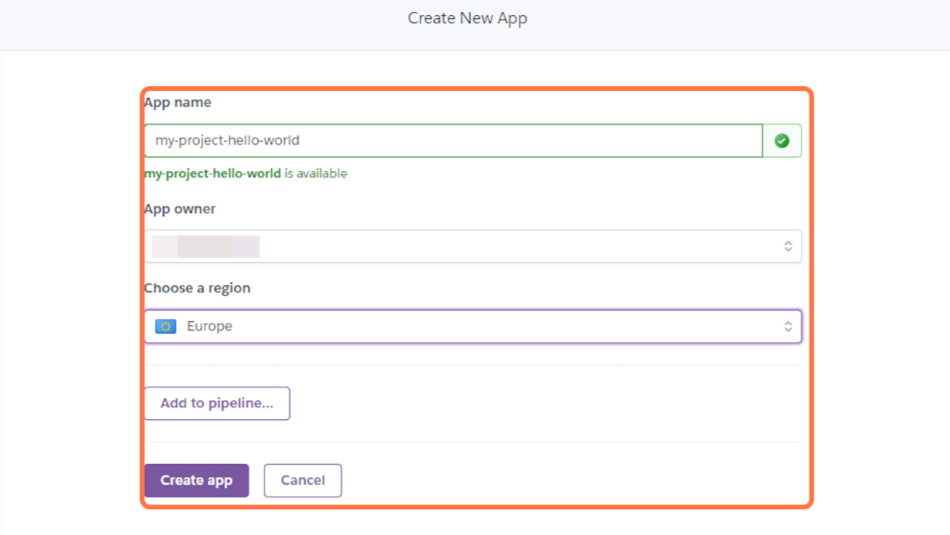 Create New App
App name
my-project-hello-world
my-project-hello-world is available
App owner
Choose a region
Europe
Add to pipeline...
Create app
Cancel